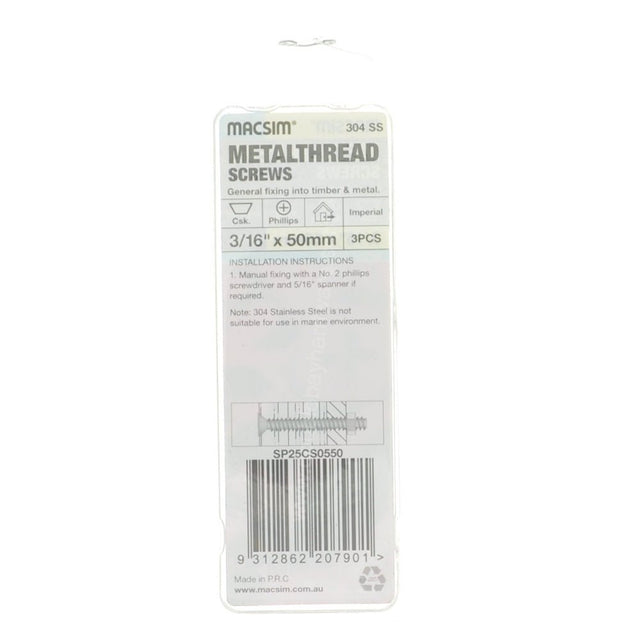 MACSIM® 304 SS
METALTHREAD
SCREWS
General fixing into timber & metal.
Csk. Phillips Imperial
3/16" x 50mm 3PCS
INSTALLATION INSTRUCTIONS
1. Manual fixing with a No. 2 phillips
screwdriver and 5/16" spanner if
required.
Note: 304 Stainless Steel is not
suitable for use in marine environment.
SP25CS0550
9 312862 207901 >
Made in P.R.C
www.macsim.com.au